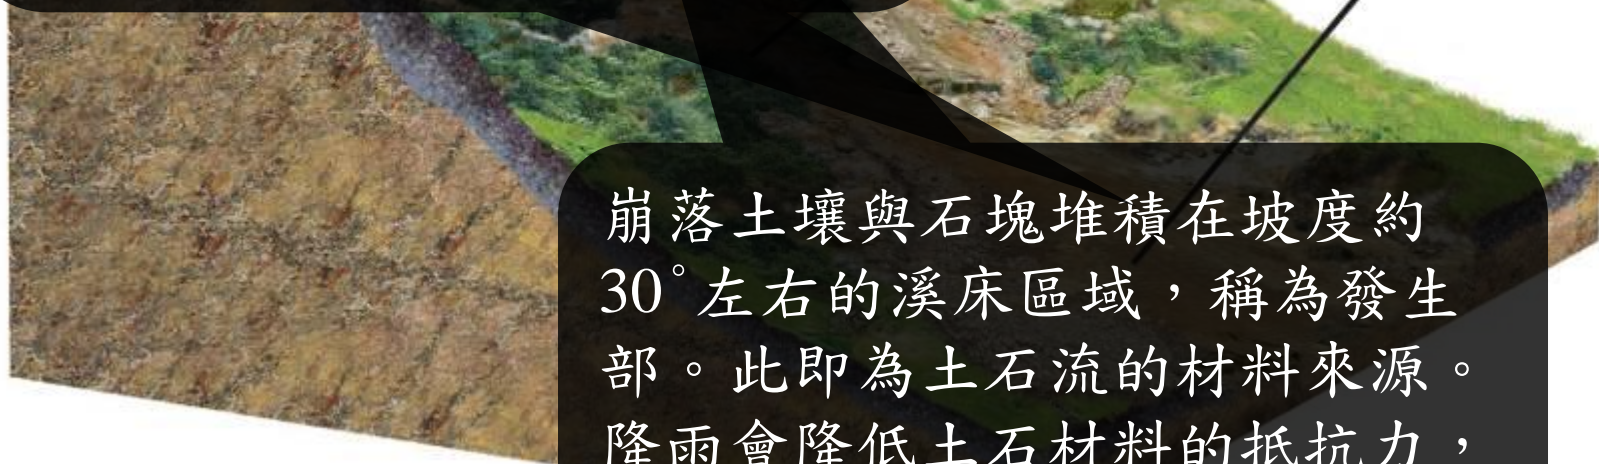 崩落土壤與石塊堆積在坡度約
30°左右的溪床區域，稱為發生
部。此即為土石流的材料來源。
降雨會降低土石材料的抵抗力，